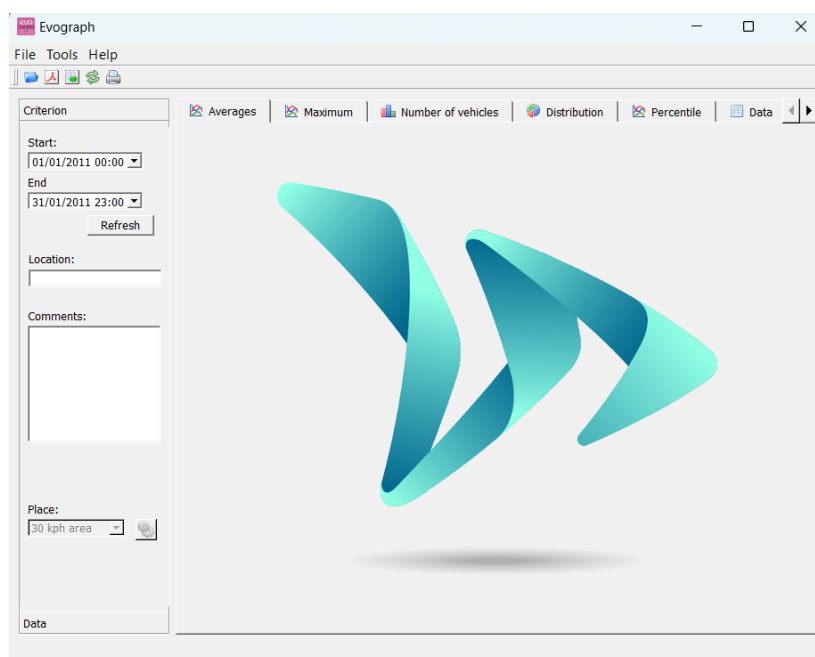 Evograph
File Tools Help
Criterion
Averages
Maximum
Number of vehicles
Distribution
Percentile
Data
Start:
01/01/2011 00:00
End
31/01/2011 23:00
Refresh
Location:
Comments:
Place:
30 kph area
Data